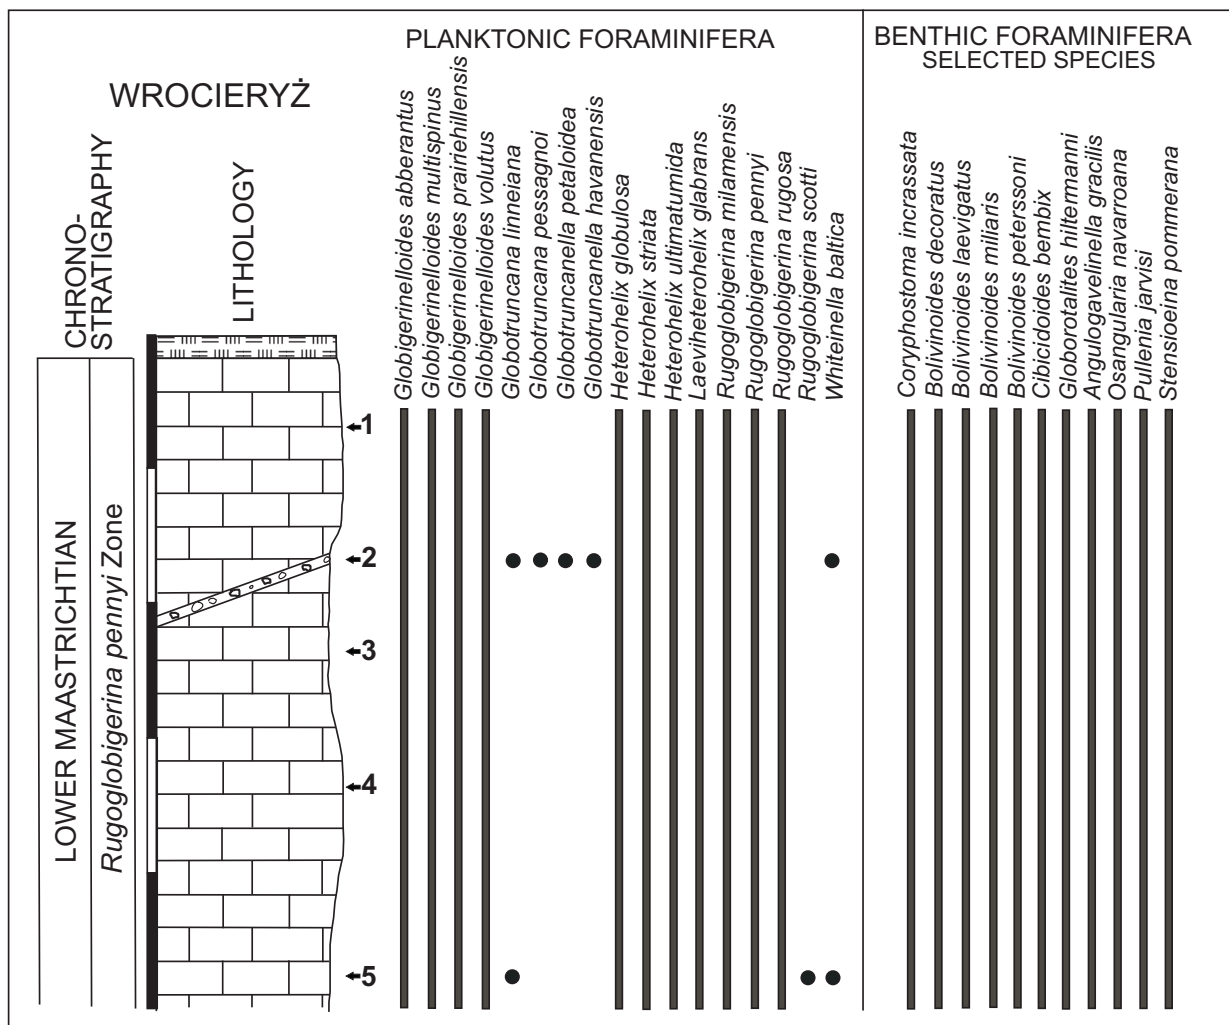 PLANKTONIC FORAMINIFERA
BENTHIC FORAMINIFERA
SELECTED SPECIES
WROCIERYŻ
CHRONO-
STRATIGRAPHY
LITHOLOGY
Globigerinelloides abberantus
Globigerinelloides multispinus
Globigerinelloides prairiehillensis
Globigerinelloides volutus
Globotruncana linneiana
Globotruncana pessagnoi
Globotruncanella petaloidea
Globotruncanella havanensis
Heterohelix globulosa
Heterohelix striata
Heterohelix ultimatumida
Laeviheterohelix glabrans
Rugoglobigerina milamensis
Rugoglobigerina pennyi
Rugoglobigerina rugosa
Rugoglobigerina scotti
Whiteinella baltica
Coryphostoma incrassata
Bolivinoides decoratus
Bolivinoides laevigatus
Bolivinoides miliaris
Bolivinoides peterssoni
Cibicidoides bembix
Globorotalites hiltermanni
Angulogavelinella gracilis
Osangularia navarroana
Pullenia jarvisi
Stensioeina pommerana
LOWER MAASTRICHTIAN
Rugoglobigerina pennyi Zone
1
2
3
4
5